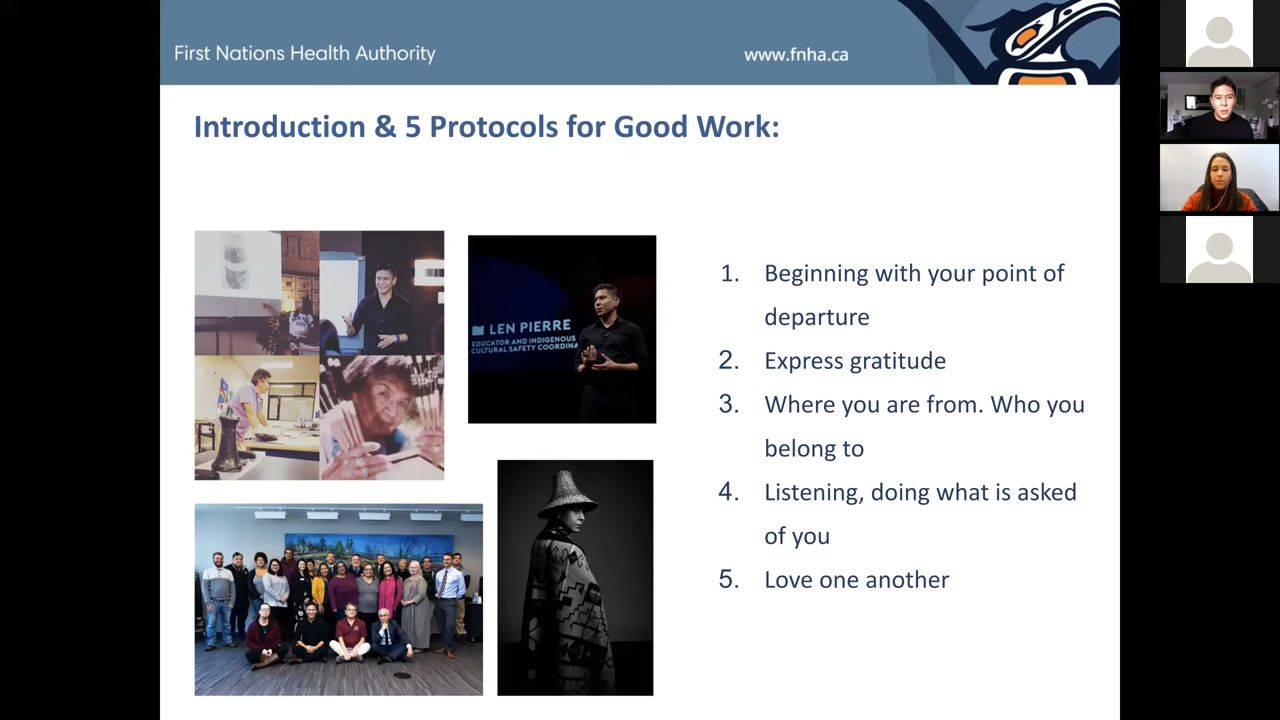 First Nations Health Authority
www.fnha.ca
Introduction & 5 Protocols for Good Work:
LEN PIERRE
EDUCATOR AND INDIGENOUS
CULTURAL SAFETY COORDINA
1. Beginning with your point of
departure
2. Express gratitude
3. Where you are from. Who you
belong to
4. Listening, doing what is asked
of you
5. Love one another